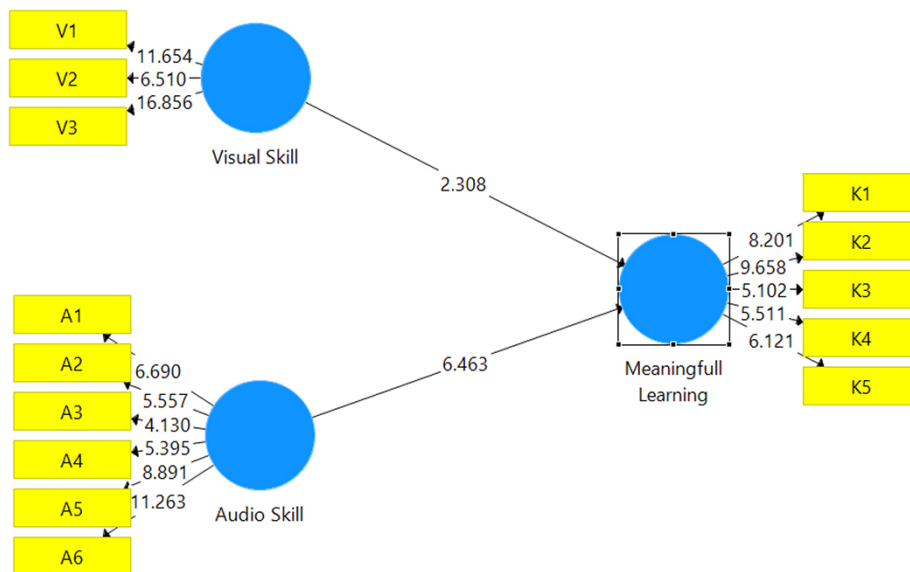 V1
11.654
V2
6.510
16.856
V3
Visual Skill
2.308
K1
8.201
K2
9.658
5.102
K3
5.511
K4
6.121
K5
Meaningfull
Learning
6.463
A1
6.690
A2
5.557
A3
4.130
5.395
A4
8.891
A5
11.263
A6
Audio Skill